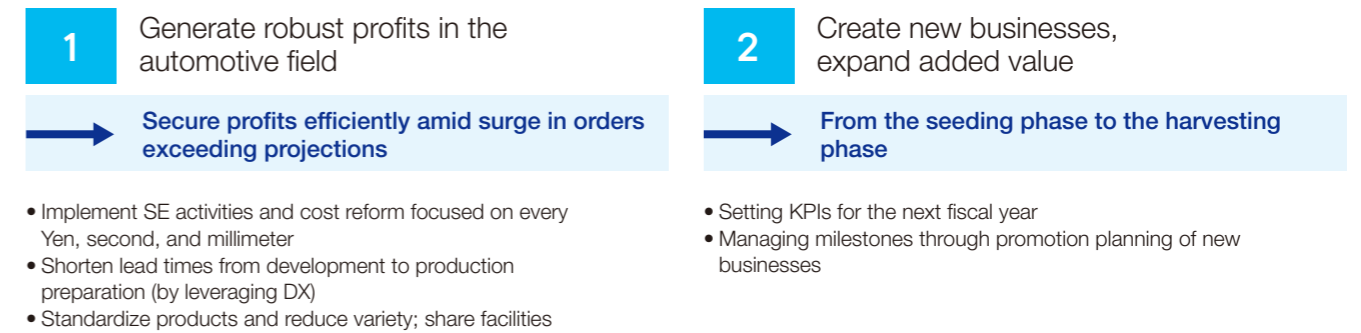 1
Generate robust profits in the
automotive field
Secure profits efficiently amid surge in orders
exceeding projections
• Implement SE activities and cost reform focused on every
Yen, second, and millimeter
• Shorten lead times from development to production
preparation (by leveraging DX)
• Standardize products and reduce variety; share facilities
2
Create new businesses,
expand added value
From the seeding phase to the harvesting
phase
• Setting KPIs for the next fiscal year
• Managing milestones through promotion planning of new
businesses